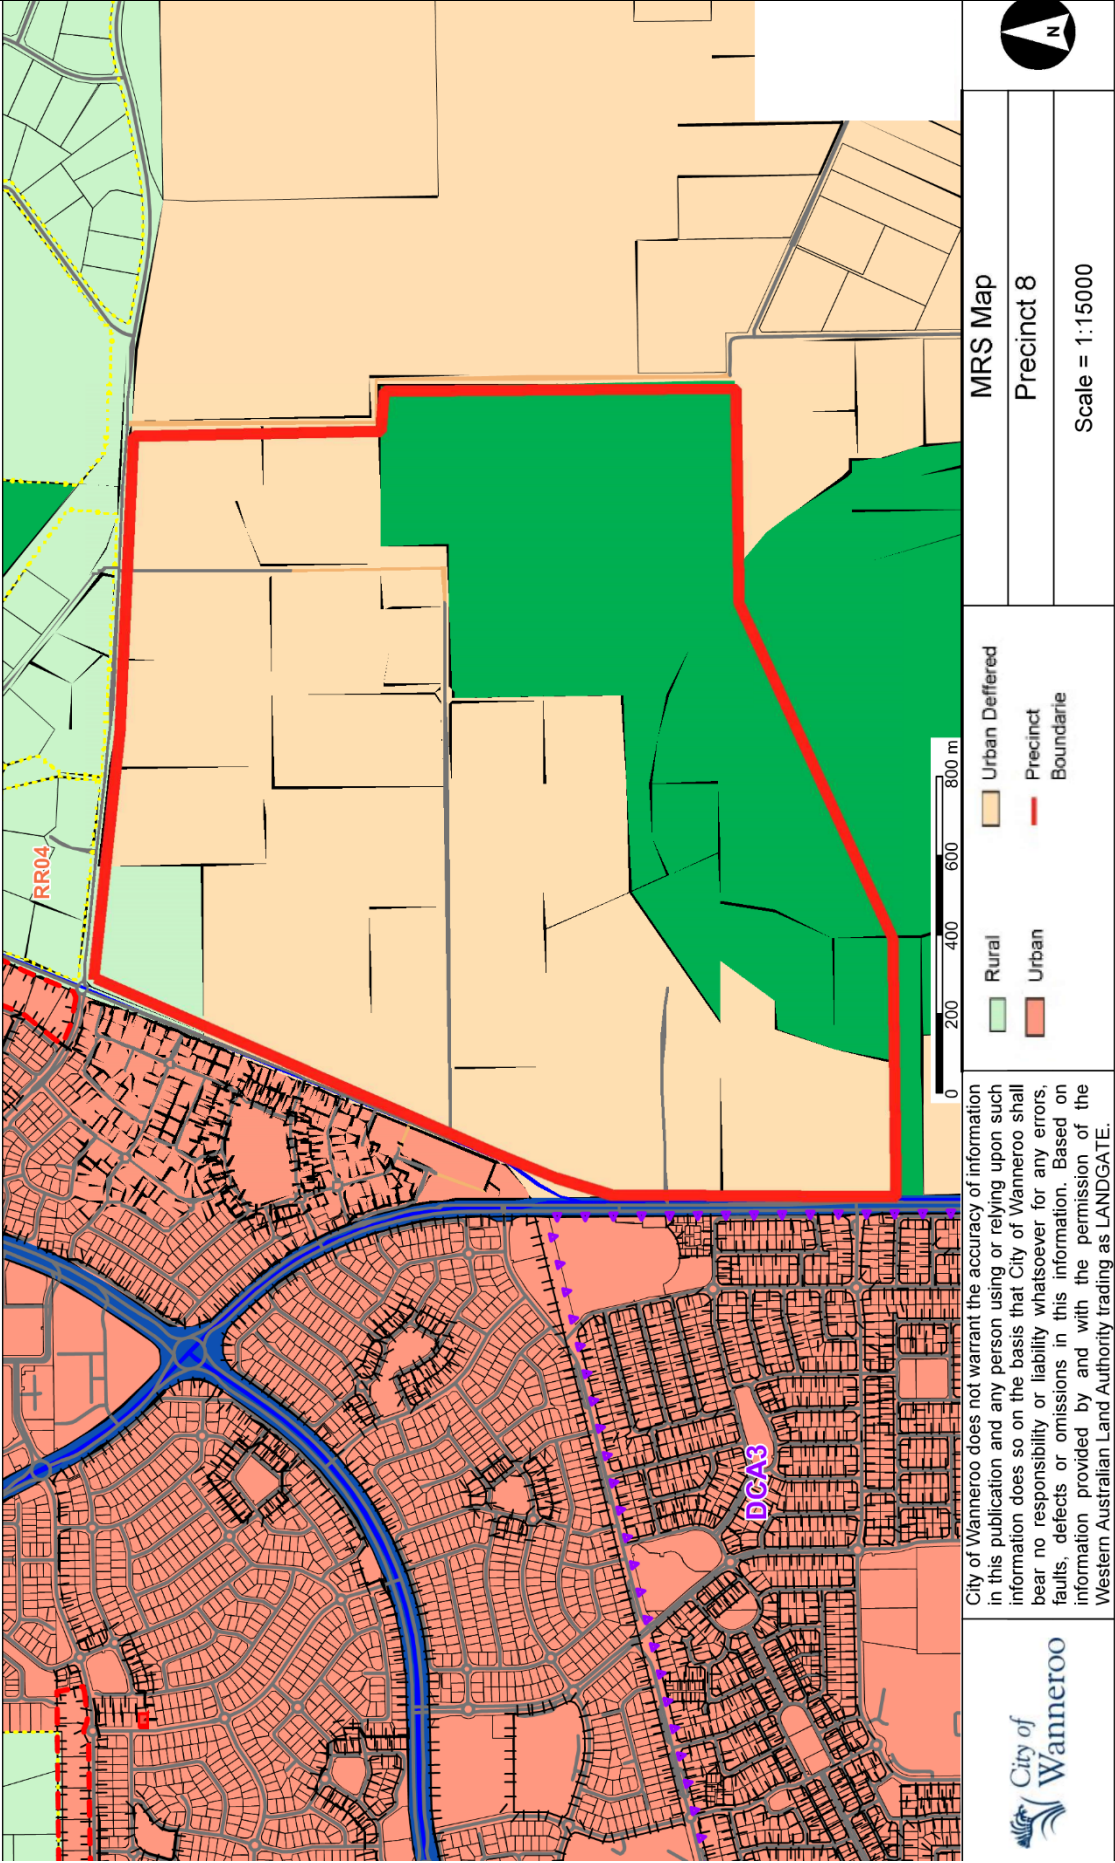 RR04
DCA3
0 200 400 600 800 m
City of
Wanneroo
City of Wanneroo does not warrant the accuracy of information
in this publication and any person using or relying upon such
information does so on the basis that City of Wanneroo shall
bear no responsibility or liability whatsoever for any errors,
faults, defects or omissions in this information. Based on
information provided by and with the permission of the
Western Australian Land Authority trading as LANDGATE.
Rural
Urban
Urban Deffered
Precinct
Boundarie
MRS Map
Precinct 8
Scale = 1:15000
N